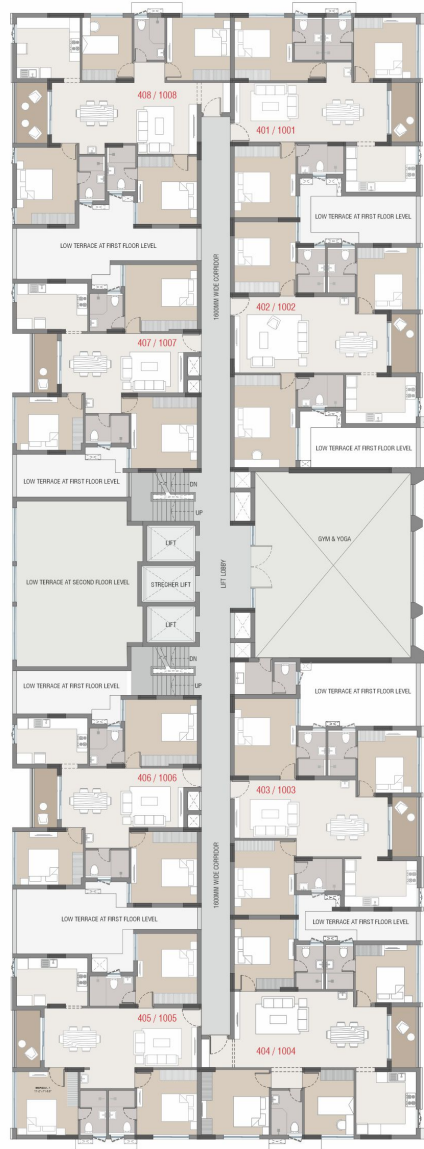 408 / 1008
401 / 1001
LOW TERRACE AT FIRST FLOOR LEVEL
LOW TERRACE AT FIRST FLOOR LEVEL
1600MM WIDE CORRIDOR
402 / 1002
407 / 1007
LOW TERRACE AT FIRST FLOOR LEVEL
LOW TERRACE AT FIRST FLOOR LEVEL
DN
UP
LOW TERRACE AT SECOND FLOOR LEVEL
LIFT
STRECHER LIFT
LIFT
LIFT LOBBY
GYM & YOGA
DN
UP
LOW TERRACE AT FIRST FLOOR LEVEL
LOW TERRACE AT FIRST FLOOR LEVEL
406 / 1006
403 / 1003
1600MM WIDE CORRIDOR
LOW TERRACE AT FIRST FLOOR LEVEL
LOW TERRACE AT FIRST FLOOR LEVEL
405 / 1005
404 / 1004